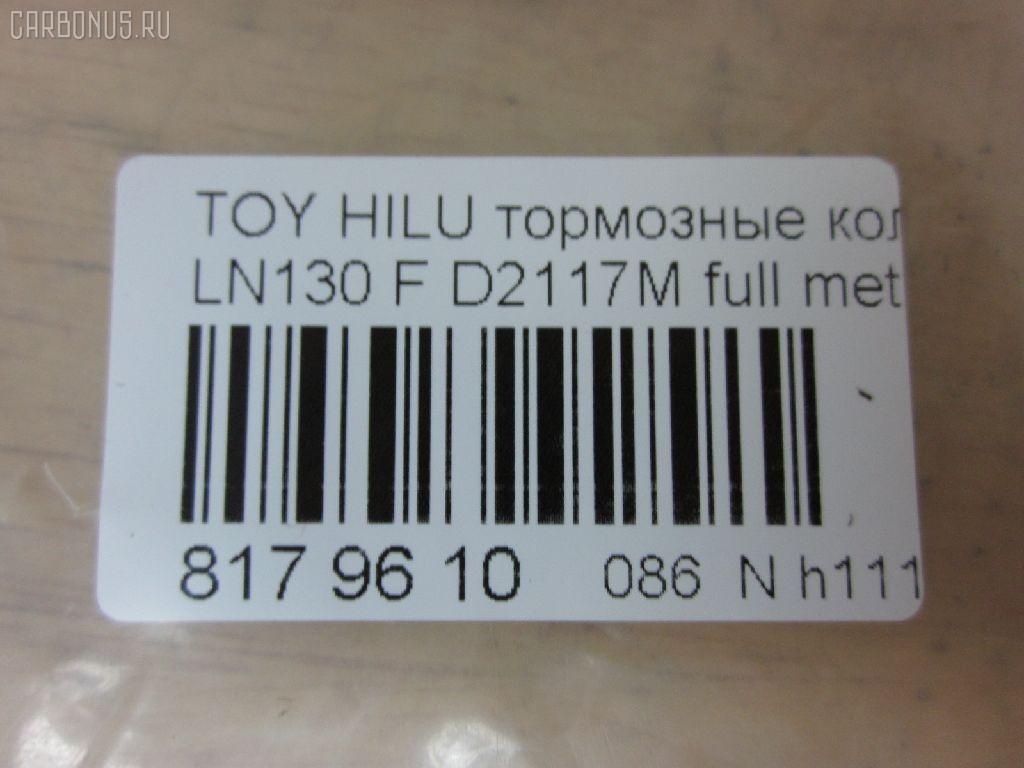 CARBONUS.RU
TOY HILU тормозные кол
LN130 F D2117M full met
817 96 10 086 N h111